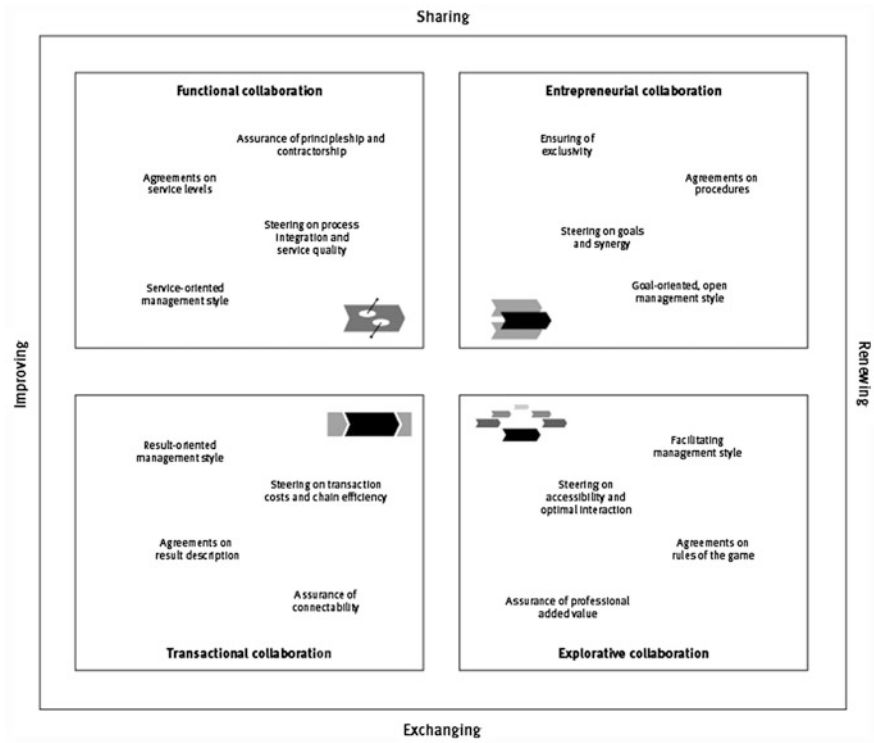 Sharing
Functional collaboration
Assurance of principleship and
contractorship
Agreements on
service levels
Steering on process
integration and
service quality
Service-oriented
management style
Entrepreneurial collaboration
Ensuring of
exclusivity
Agreements on
procedures
Steering on goals
and synergy
Goal-oriented, open
management style
Improving
Renewing
Result-oriented
management style
Steering on transaction
costs and chain efficiency
Agreements on
result description
Assurance of
connectability
Transactional collaboration
Facilitating
management style
Steering on
accessibility and
optimal interaction
Agreements on
rules of the game
Assurance of professional
added value
Explorative collaboration
Exchanging